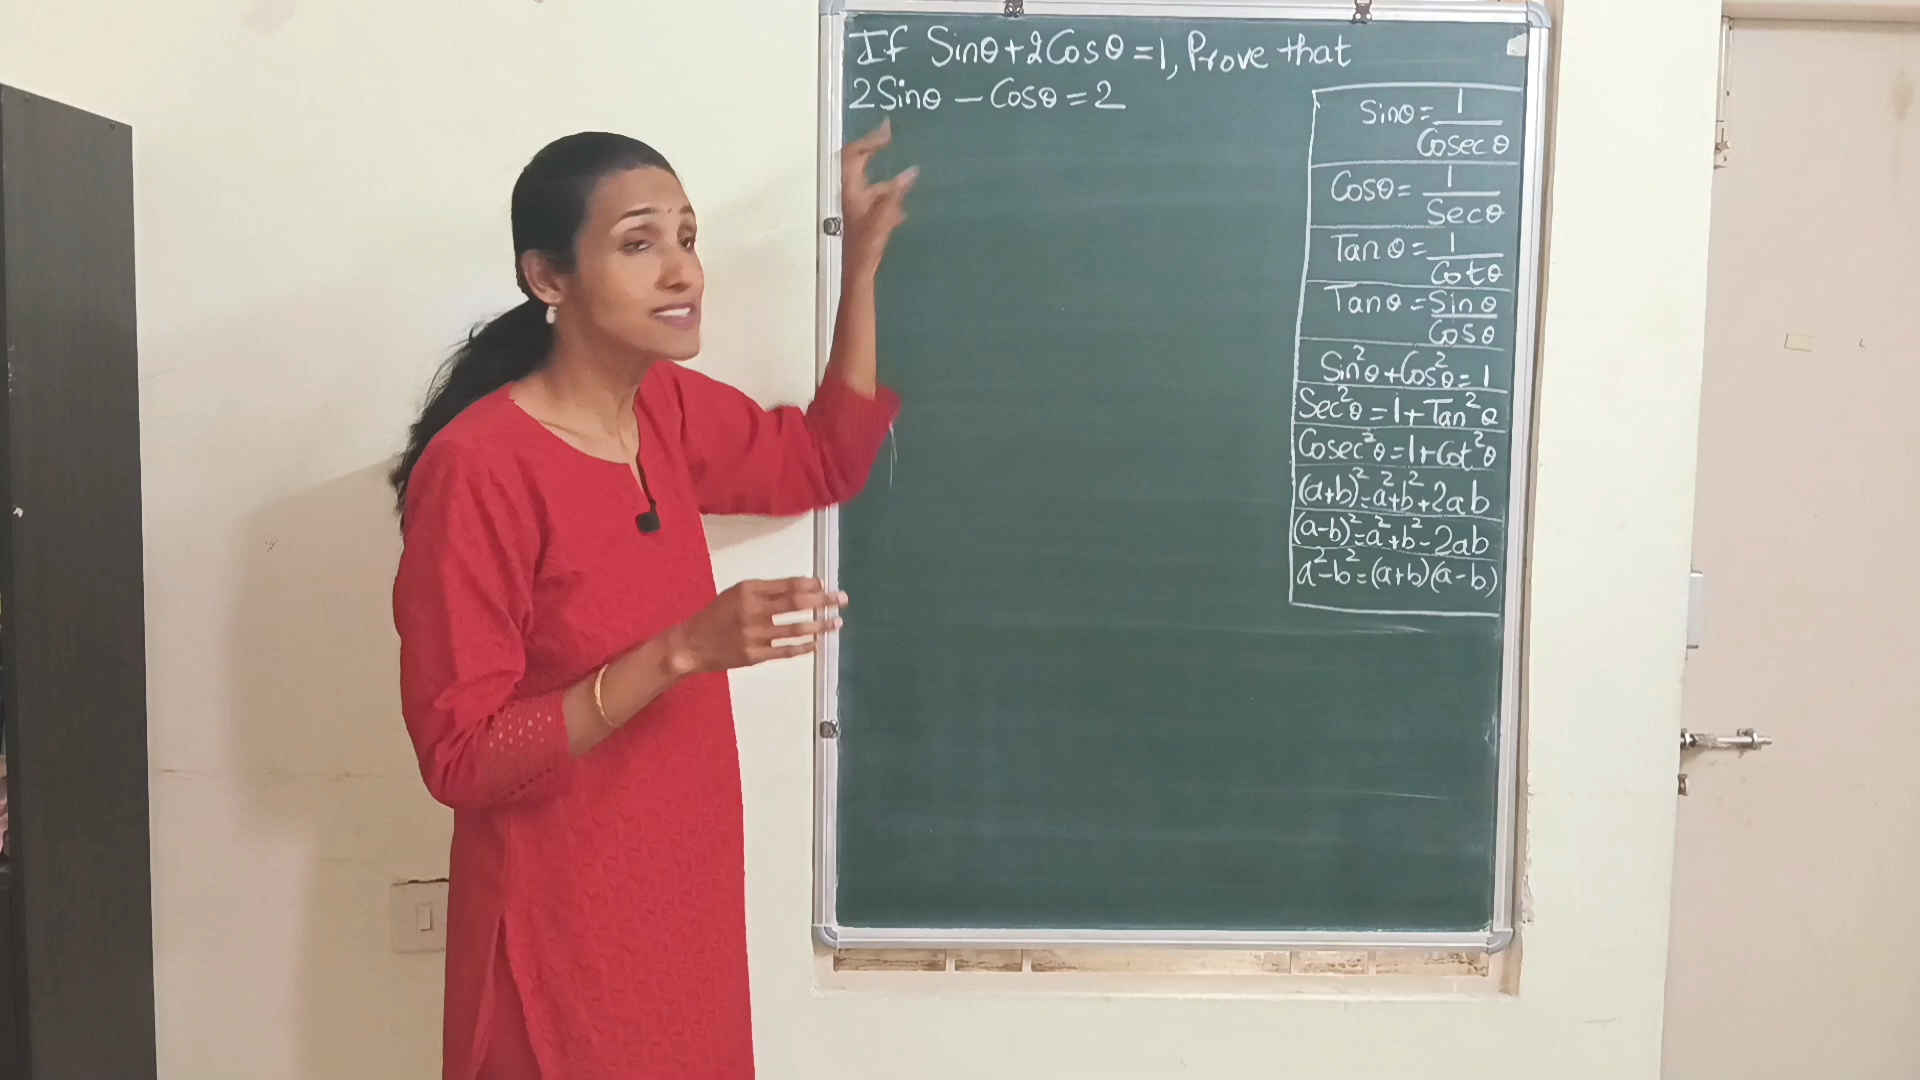 If Sinθ+2Cosθ=1, Prove that
2Sinθ – Cosθ=2
Sinθ= 1/Cosecθ
Cosθ= 1/Secθ
Tanθ= 1/Cotθ
Tanθ = Sinθ/Cosθ
Sin²θ+Cos²θ=1
Sec²θ=1+Tan²θ
Cosec²θ=1+Cot²θ
(a+b)²=a²+b²+2ab
(a-b)²=a²+b²-2ab
a²-b²=(a+b)(a-b)